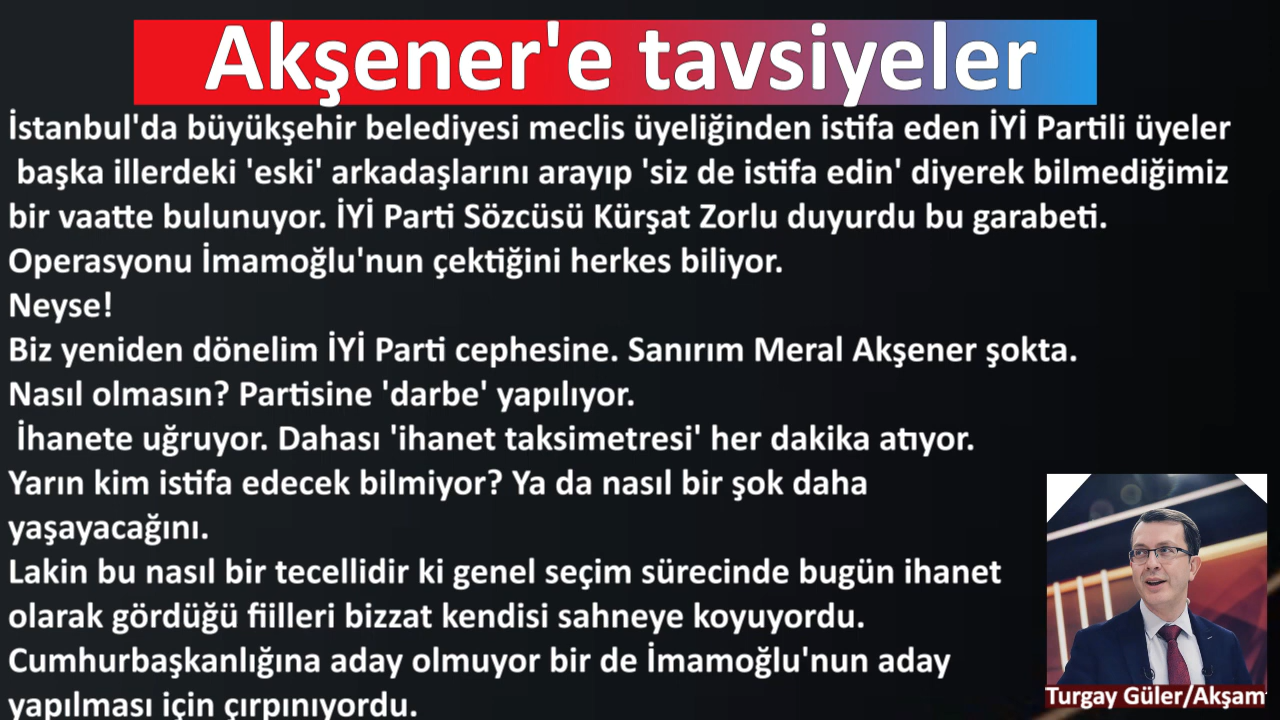 Akşener'e tavsiyeler
İstanbul'da büyükşehir belediyesi meclis üyeliğinden istifa eden İYİ Partili üyeler
başka illerdeki 'eski' arkadaşlarını arayıp 'siz de istifa edin' diyerek bilmediğimiz
bir vaatte bulunuyor. İYİ Parti Sözcüsü Kürşat Zorlu duyurdu bu garabeti.
Operasyonu İmamoğlu'nun çektiğini herkes biliyor.
Neyse!
Biz yeniden dönelim İYİ Parti cephesine. Sanırım Meral Akşener şokta.
Nasıl olmasın? Partisine 'darbe' yapılıyor.
İhanete uğruyor. Dahası 'ihanet taksimetresi' her dakika atıyor.
Yarın kim istifa edecek bilmiyor? Ya da nasıl bir şok daha
yaşayacağını.
Lakin bu nasıl bir tecellidir ki genel seçim sürecinde bugün ihanet
olarak gördüğü fiilleri bizzat kendisi sahneye koyuyordu.
Cumhurbaşkanlığına aday olmuyor bir de İmamoğlu'nun aday
yapılması için çırpınıyordu.
Turgay Güler/Akşam